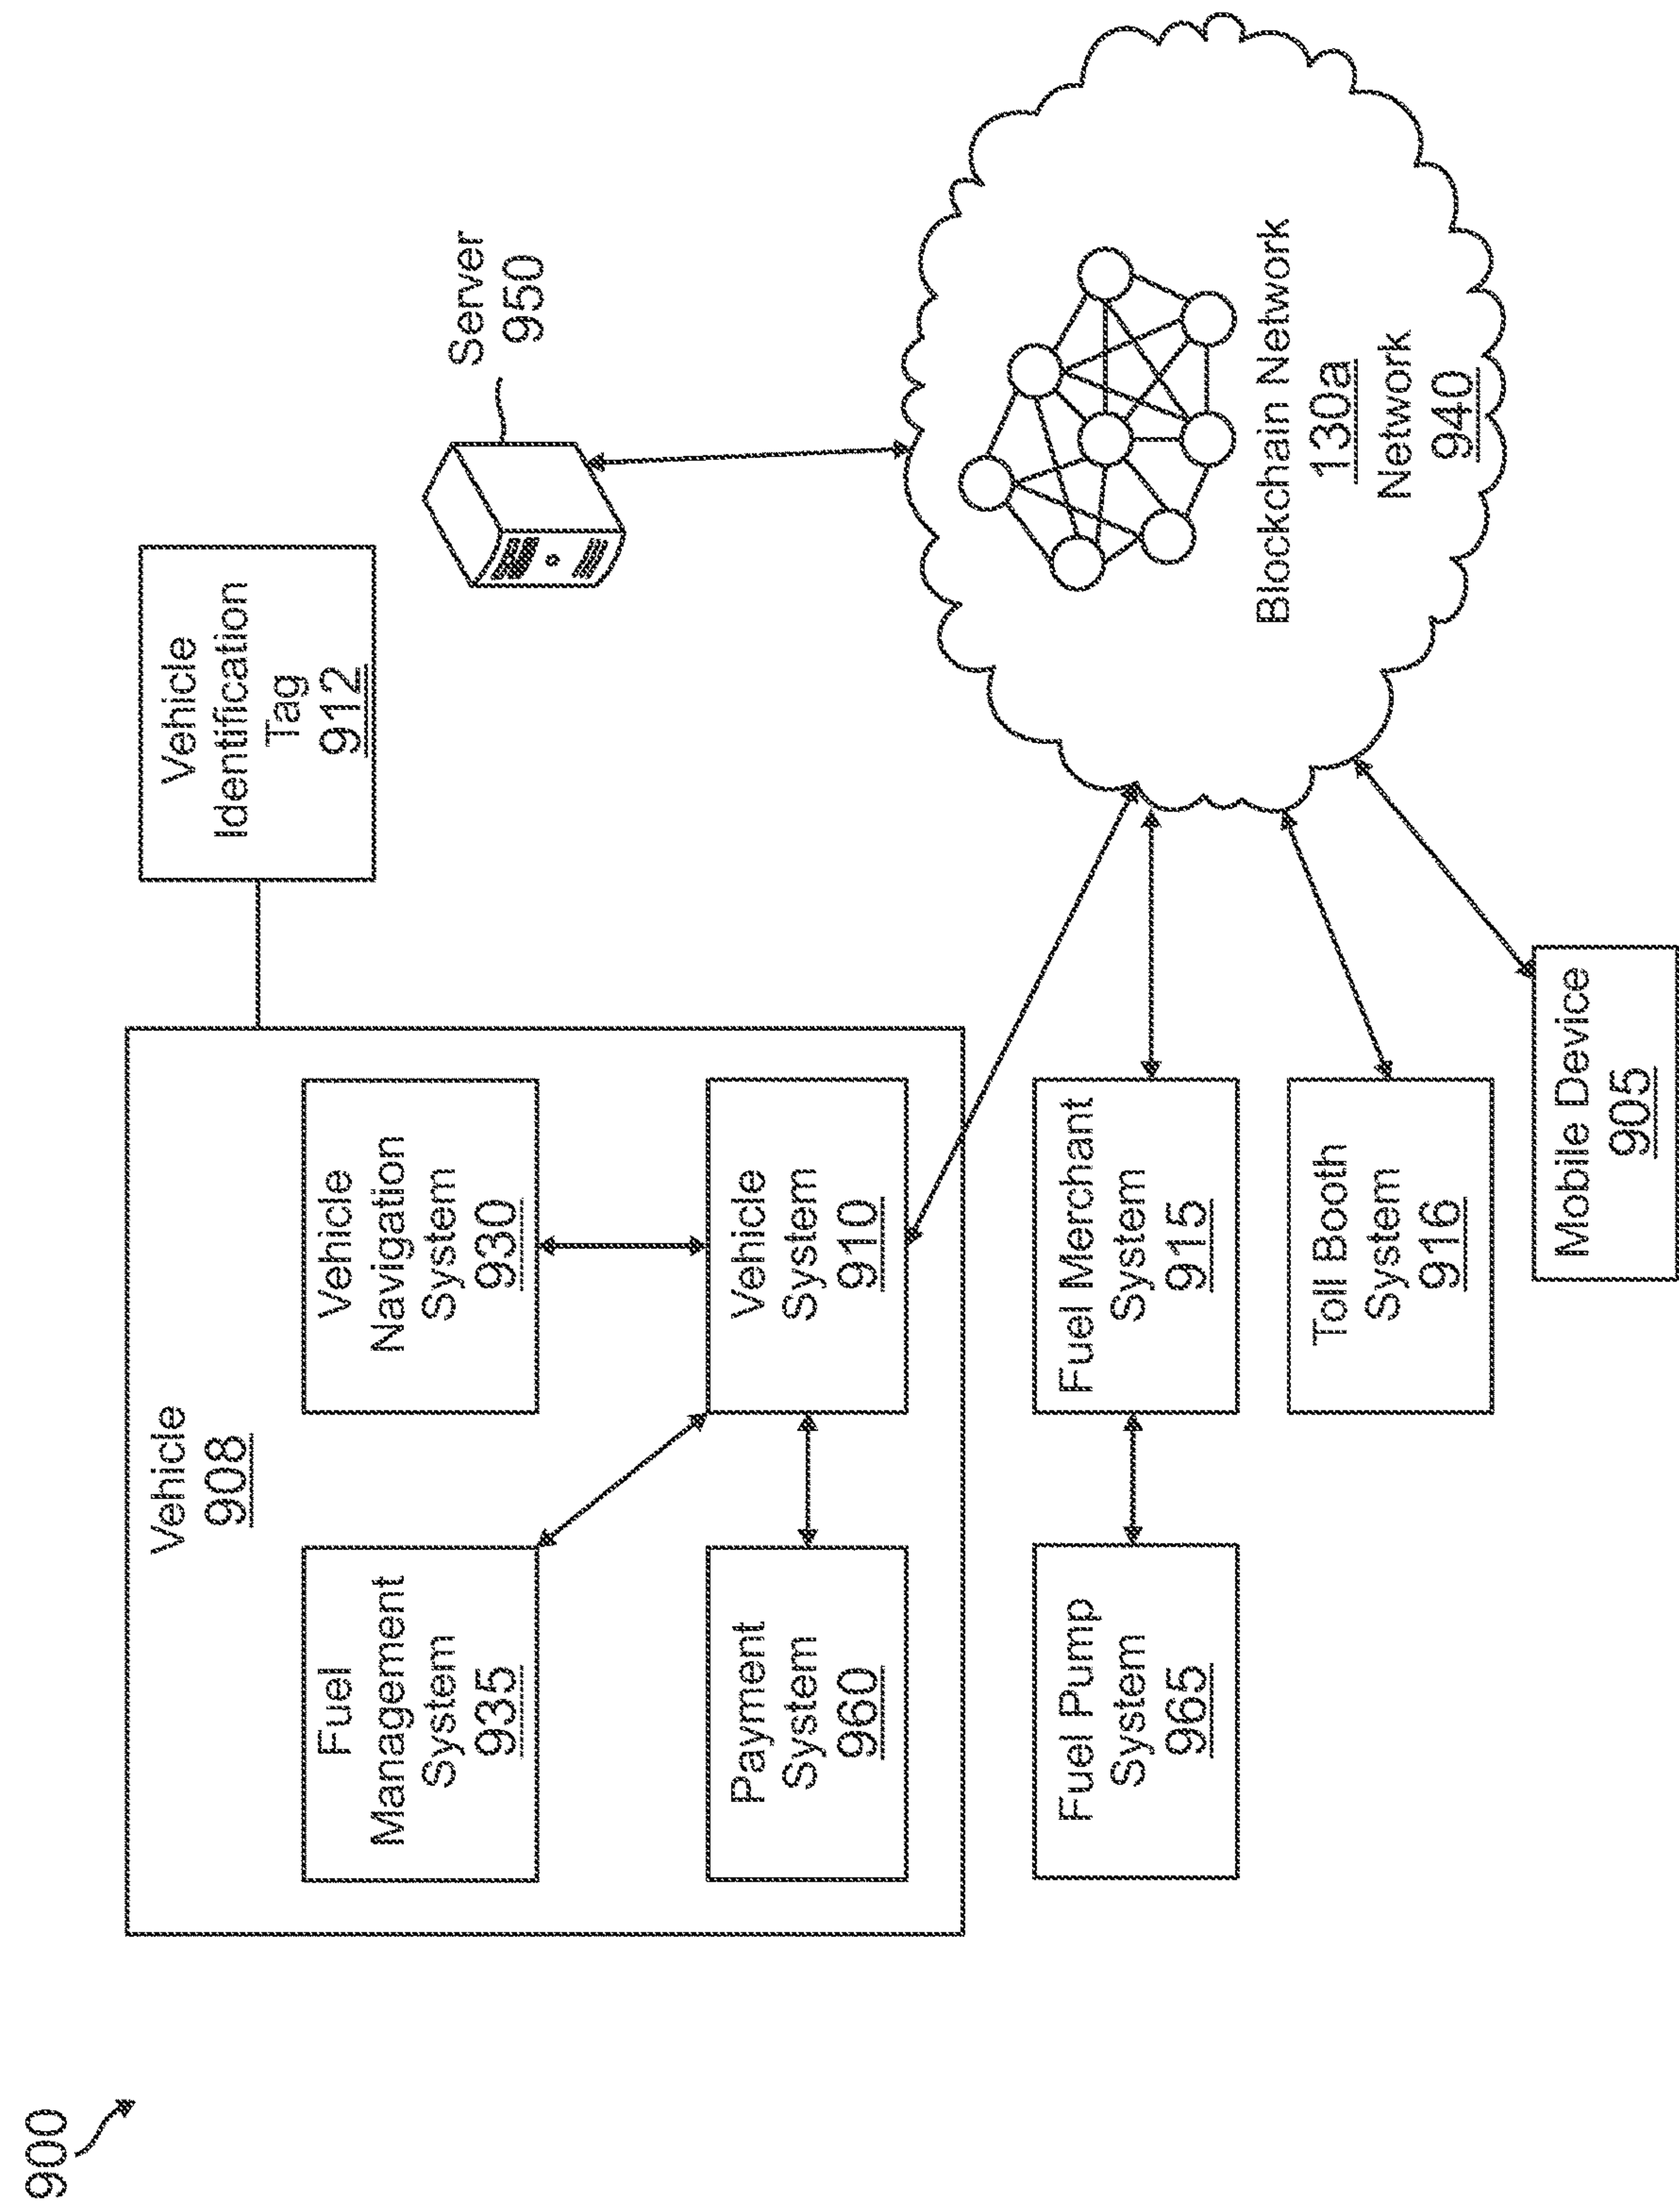 900
Vehicle
908
Fuel
Management
System
935
Vehicle
Navigation
System
930
Payment
System
960
Vehicle
System
910
Vehicle
Identification
Tag
912
Server
950
Fuel Pump
System
965
Fuel Merchant
System
915
Toll Booth
System
916
Mobile Device
905
Blockchain Network
130a
Network
940